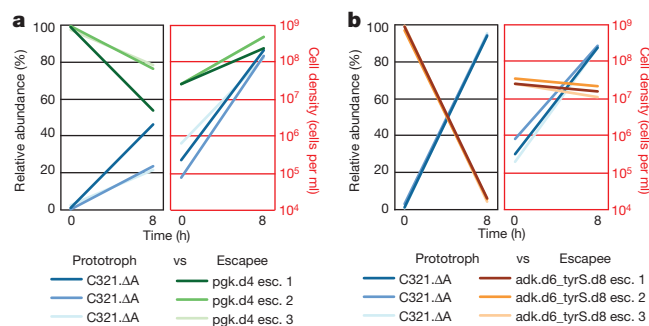 a
Relative abundance (%)
100
80
60
40
20
0
0
8
0
8
Time (h)
10⁹
10⁸
10⁷
10⁶
10⁵
10⁴
Cell density
(cells per ml)
Prototroph vs Escapee
C321.ΔA pgk.d4 esc. 1
C321.ΔA pgk.d4 esc. 2
C321.ΔA pgk.d4 esc. 3
b
Relative abundance (%)
100
80
60
40
20
0
0
8
0
8
Time (h)
10⁹
10⁸
10⁷
10⁶
10⁵
10⁴
Cell density
(cells per ml)
Prototroph vs Escapee
C321.ΔA adk.d6_tyrS.d8 esc. 1
C321.ΔA adk.d6_tyrS.d8 esc. 2
C321.ΔA adk.d6_tyrS.d8 esc. 3